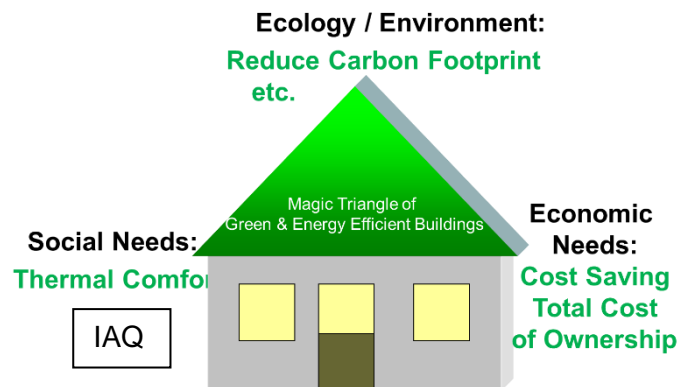 Ecology / Environment:
Reduce Carbon Footprint
etc.
Magic Triangle of
Green & Energy Efficient Buildings
Social Needs:
Thermal Comfor
IAQ
Economic
Needs:
Cost Saving
Total Cost
of Ownership